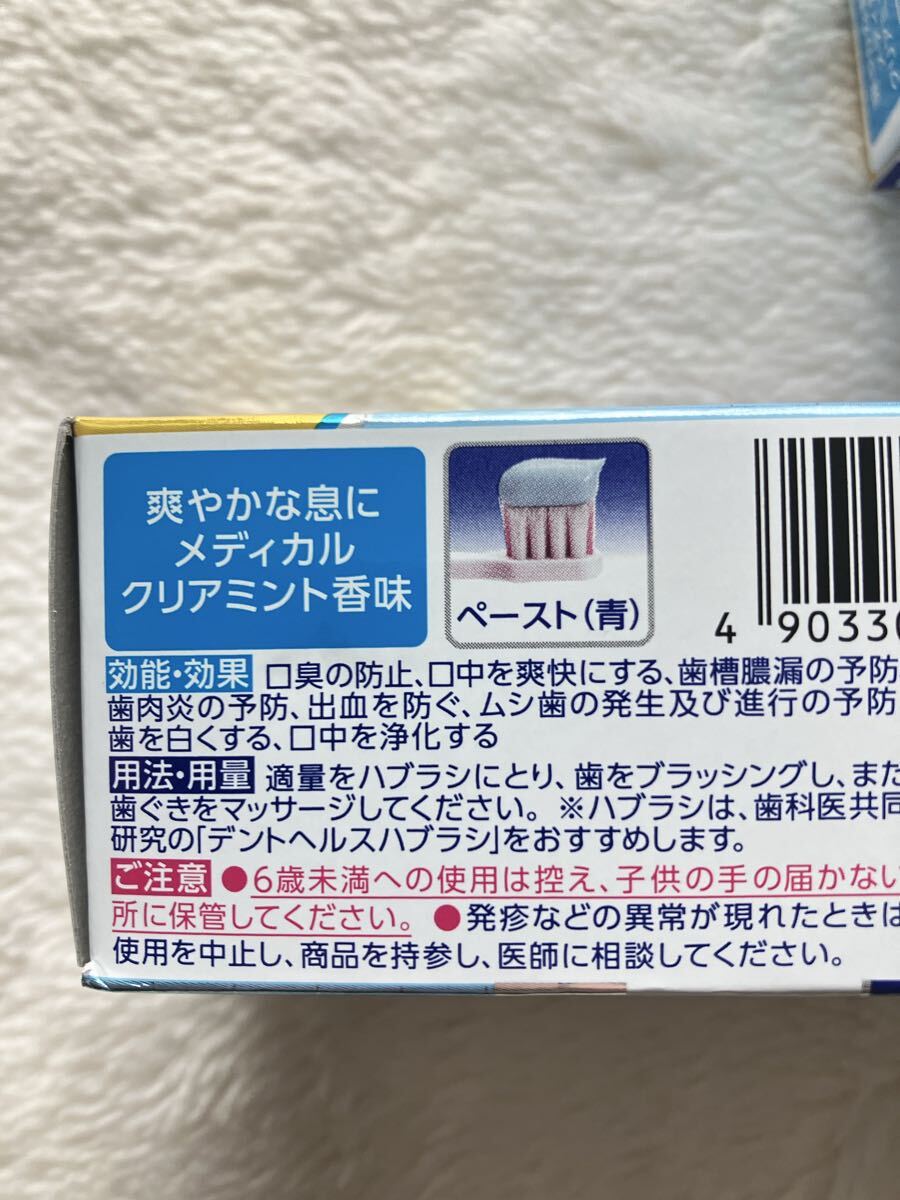 爽やかな息に
メディカル
クリアミント香味
ペースト（青）
4 90330
効能・効果 口臭の防止、口中を爽快にする、歯槽膿漏の予防
歯肉炎の予防、出血を防ぐ、ムシ歯の発生及び進行の予防
歯を白くする、口中を浄化する
用法・用量 適量をハブラシにとり、歯をブラッシングし、また
歯ぐきをマッサージしてください。※ハブラシは、歯科医共同
研究の「デントヘルスハブラシ」をおすすめします。
ご注意 ●6歳未満への使用は控え、子供の手の届かない
所に保管してください。●発疹などの異常が現れたときは
使用を中止し、商品を持参し、医師に相談してください。